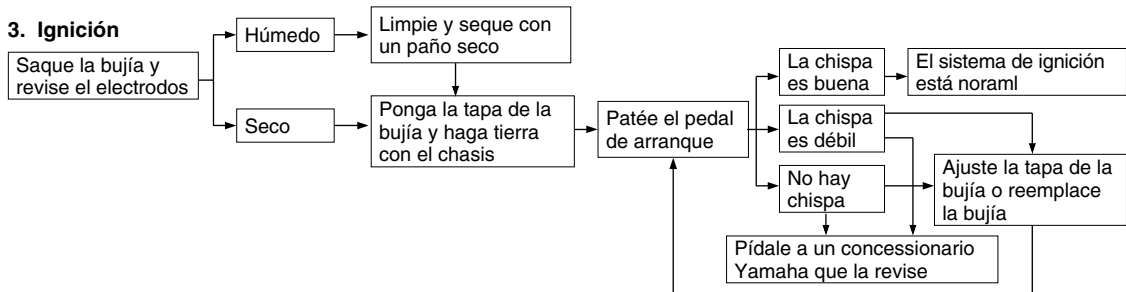 3. Ignición
Saque la bujía y
revise el electrodos
Húmedo
Limpie y seque con
un paño seco
Seco
Ponga la tapa de la
bujía y haga tierra
con el chasis
Patée el pedal
de arranque
La chispa
es buena
El sistema de ignición
está noraml
La chispa
es débil
No hay
chispa
Ajuste la tapa de la
bujía o reemplace
la bujía
Pídale a un concessionario
Yamaha que la revise